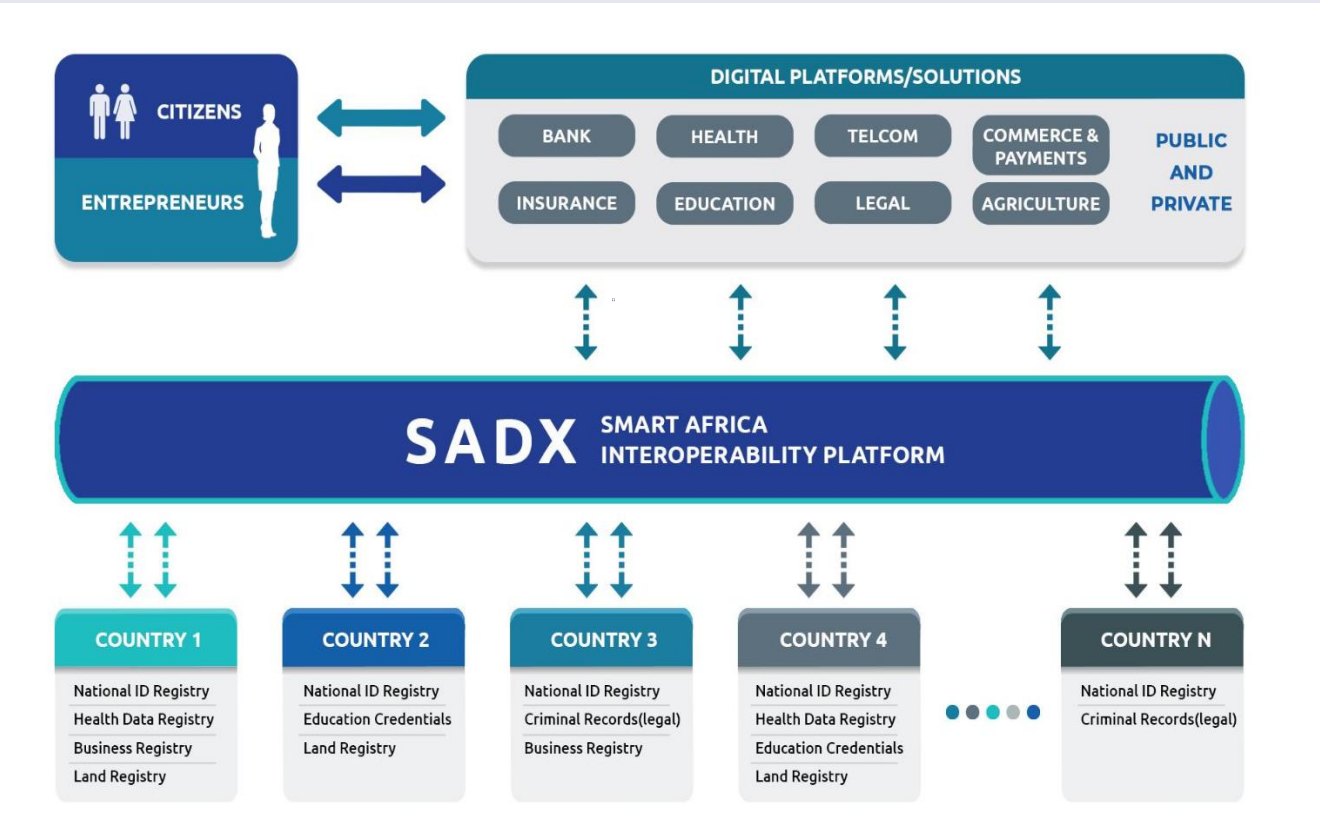 CITIZENS
ENTREPRENEURS
DIGITAL PLATFORMS/SOLUTIONS
BANK
HEALTH
TELCOM
COMMERCE &
PAYMENTS
INSURANCE
EDUCATION
LEGAL
AGRICULTURE
PUBLIC
AND
PRIVATE
SADX
SMART AFRICA
INTEROPERABILITY PLATFORM
COUNTRY 1
National ID Registry
Health Data Registry
Business Registry
Land Registry
COUNTRY 2
National ID Registry
Education Credentials
Land Registry
COUNTRY 3
National ID Registry
Criminal Records(legal)
Business Registry
COUNTRY 4
National ID Registry
Health Data Registry
Education Credentials
Land Registry
COUNTRY N
National ID Registry
Criminal Records(legal)